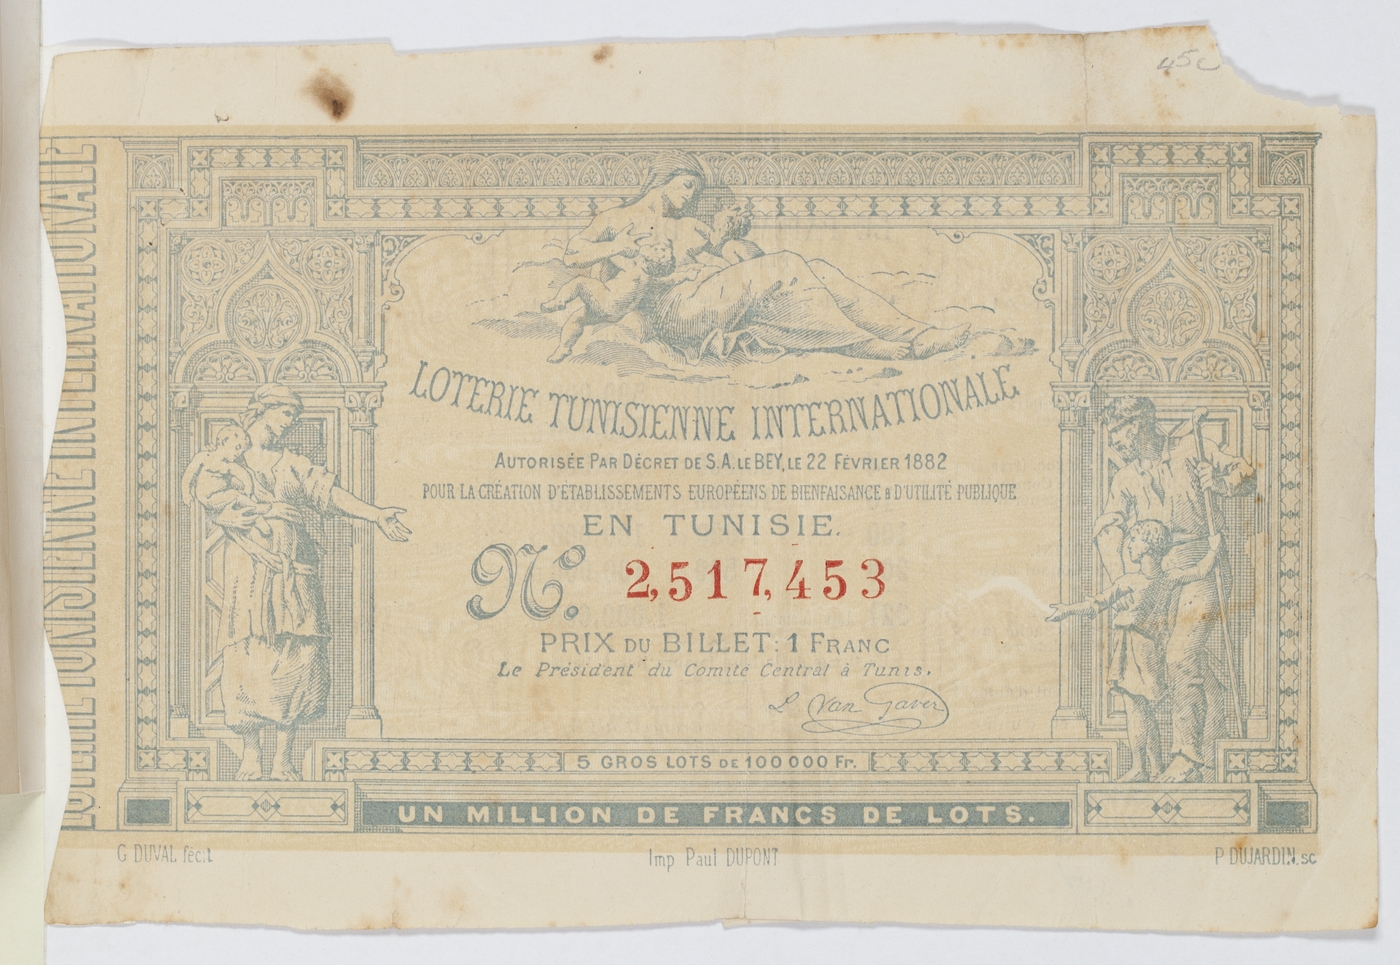 45c
LOTERIE TUNISIENNE INTERNATIONALE
LOTERIE TUNISIENNE INTERNATIONALE
AUTORISÉE PAR DÉCRET DE S.A. LE BEY, LE 22 FÉVRIER 1882
POUR LA CRÉATION D'ÉTABLISSEMENTS EUROPÉENS DE BIENFAISANCE & D'UTILITÉ PUBLIQUE
EN TUNISIE.
No. 2,517,453
PRIX DU BILLET: 1 FRANC
Le Président du Comité Central à Tunis.
L Van Gaver
5 GROS LOTS DE 100000 Fr.
UN MILLION DE FRANCS DE LOTS.
G DUVAL fecit
Imp Paul DUPONT
P DUJARDIN.sc